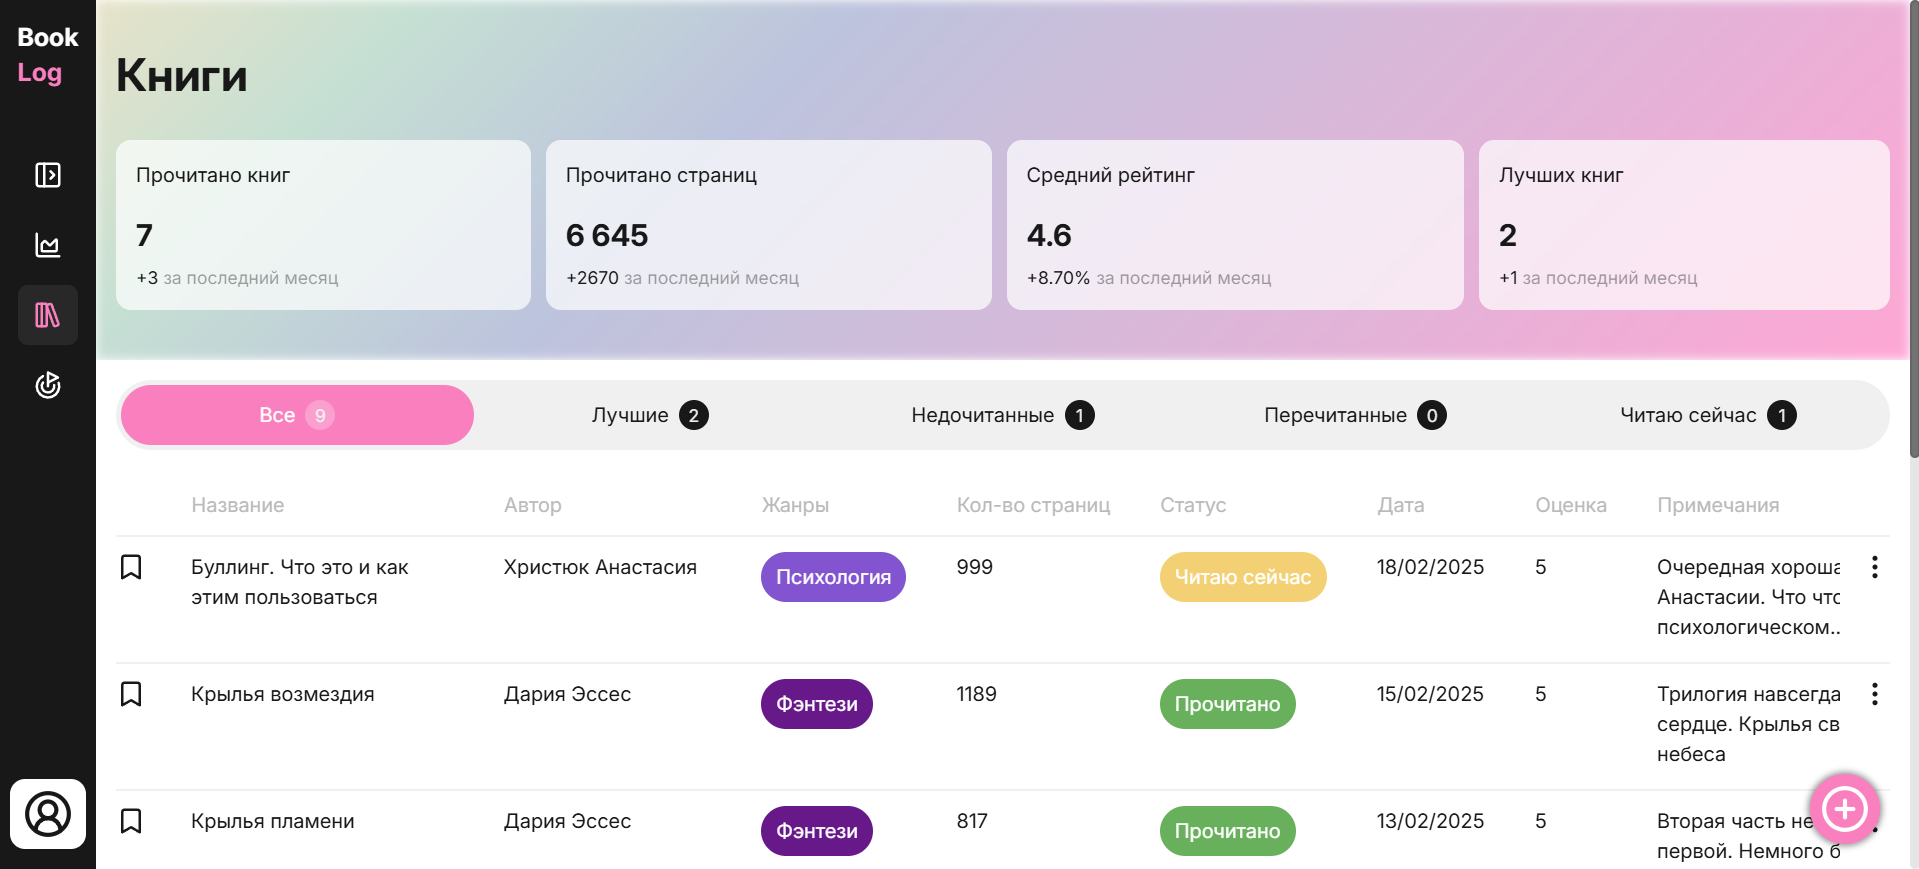 Book
Log
Книги
Прочитано книг
7
+3 за последний месяц
Прочитано страниц
6 645
+2670 за последний месяц
Средний рейтинг
4.6
+8.70% за последний месяц
Лучших книг
2
+1 за последний месяц
Все 9
Лучшие 2
Недочитанные 1
Перечитанные 0
Читаю сейчас 1
Название Автор Жанры Кол-во страниц Статус Дата Оценка Примечания
Буллинг. Что это и как
этим пользоваться
Христюк Анастасия
Психология
999
Читаю сейчас
18/02/2025
5
Очередная хороша
Анастасии. Что что
психологическом..
Крылья возмездия
Дария Эссес
Фэнтези
1189
Прочитано
15/02/2025
5
Трилогия навсегда
сердце. Крылья св
небеса
Крылья пламени
Дария Эссес
Фэнтези
817
Прочитано
13/02/2025
5
Вторая часть не
первой. Немного б